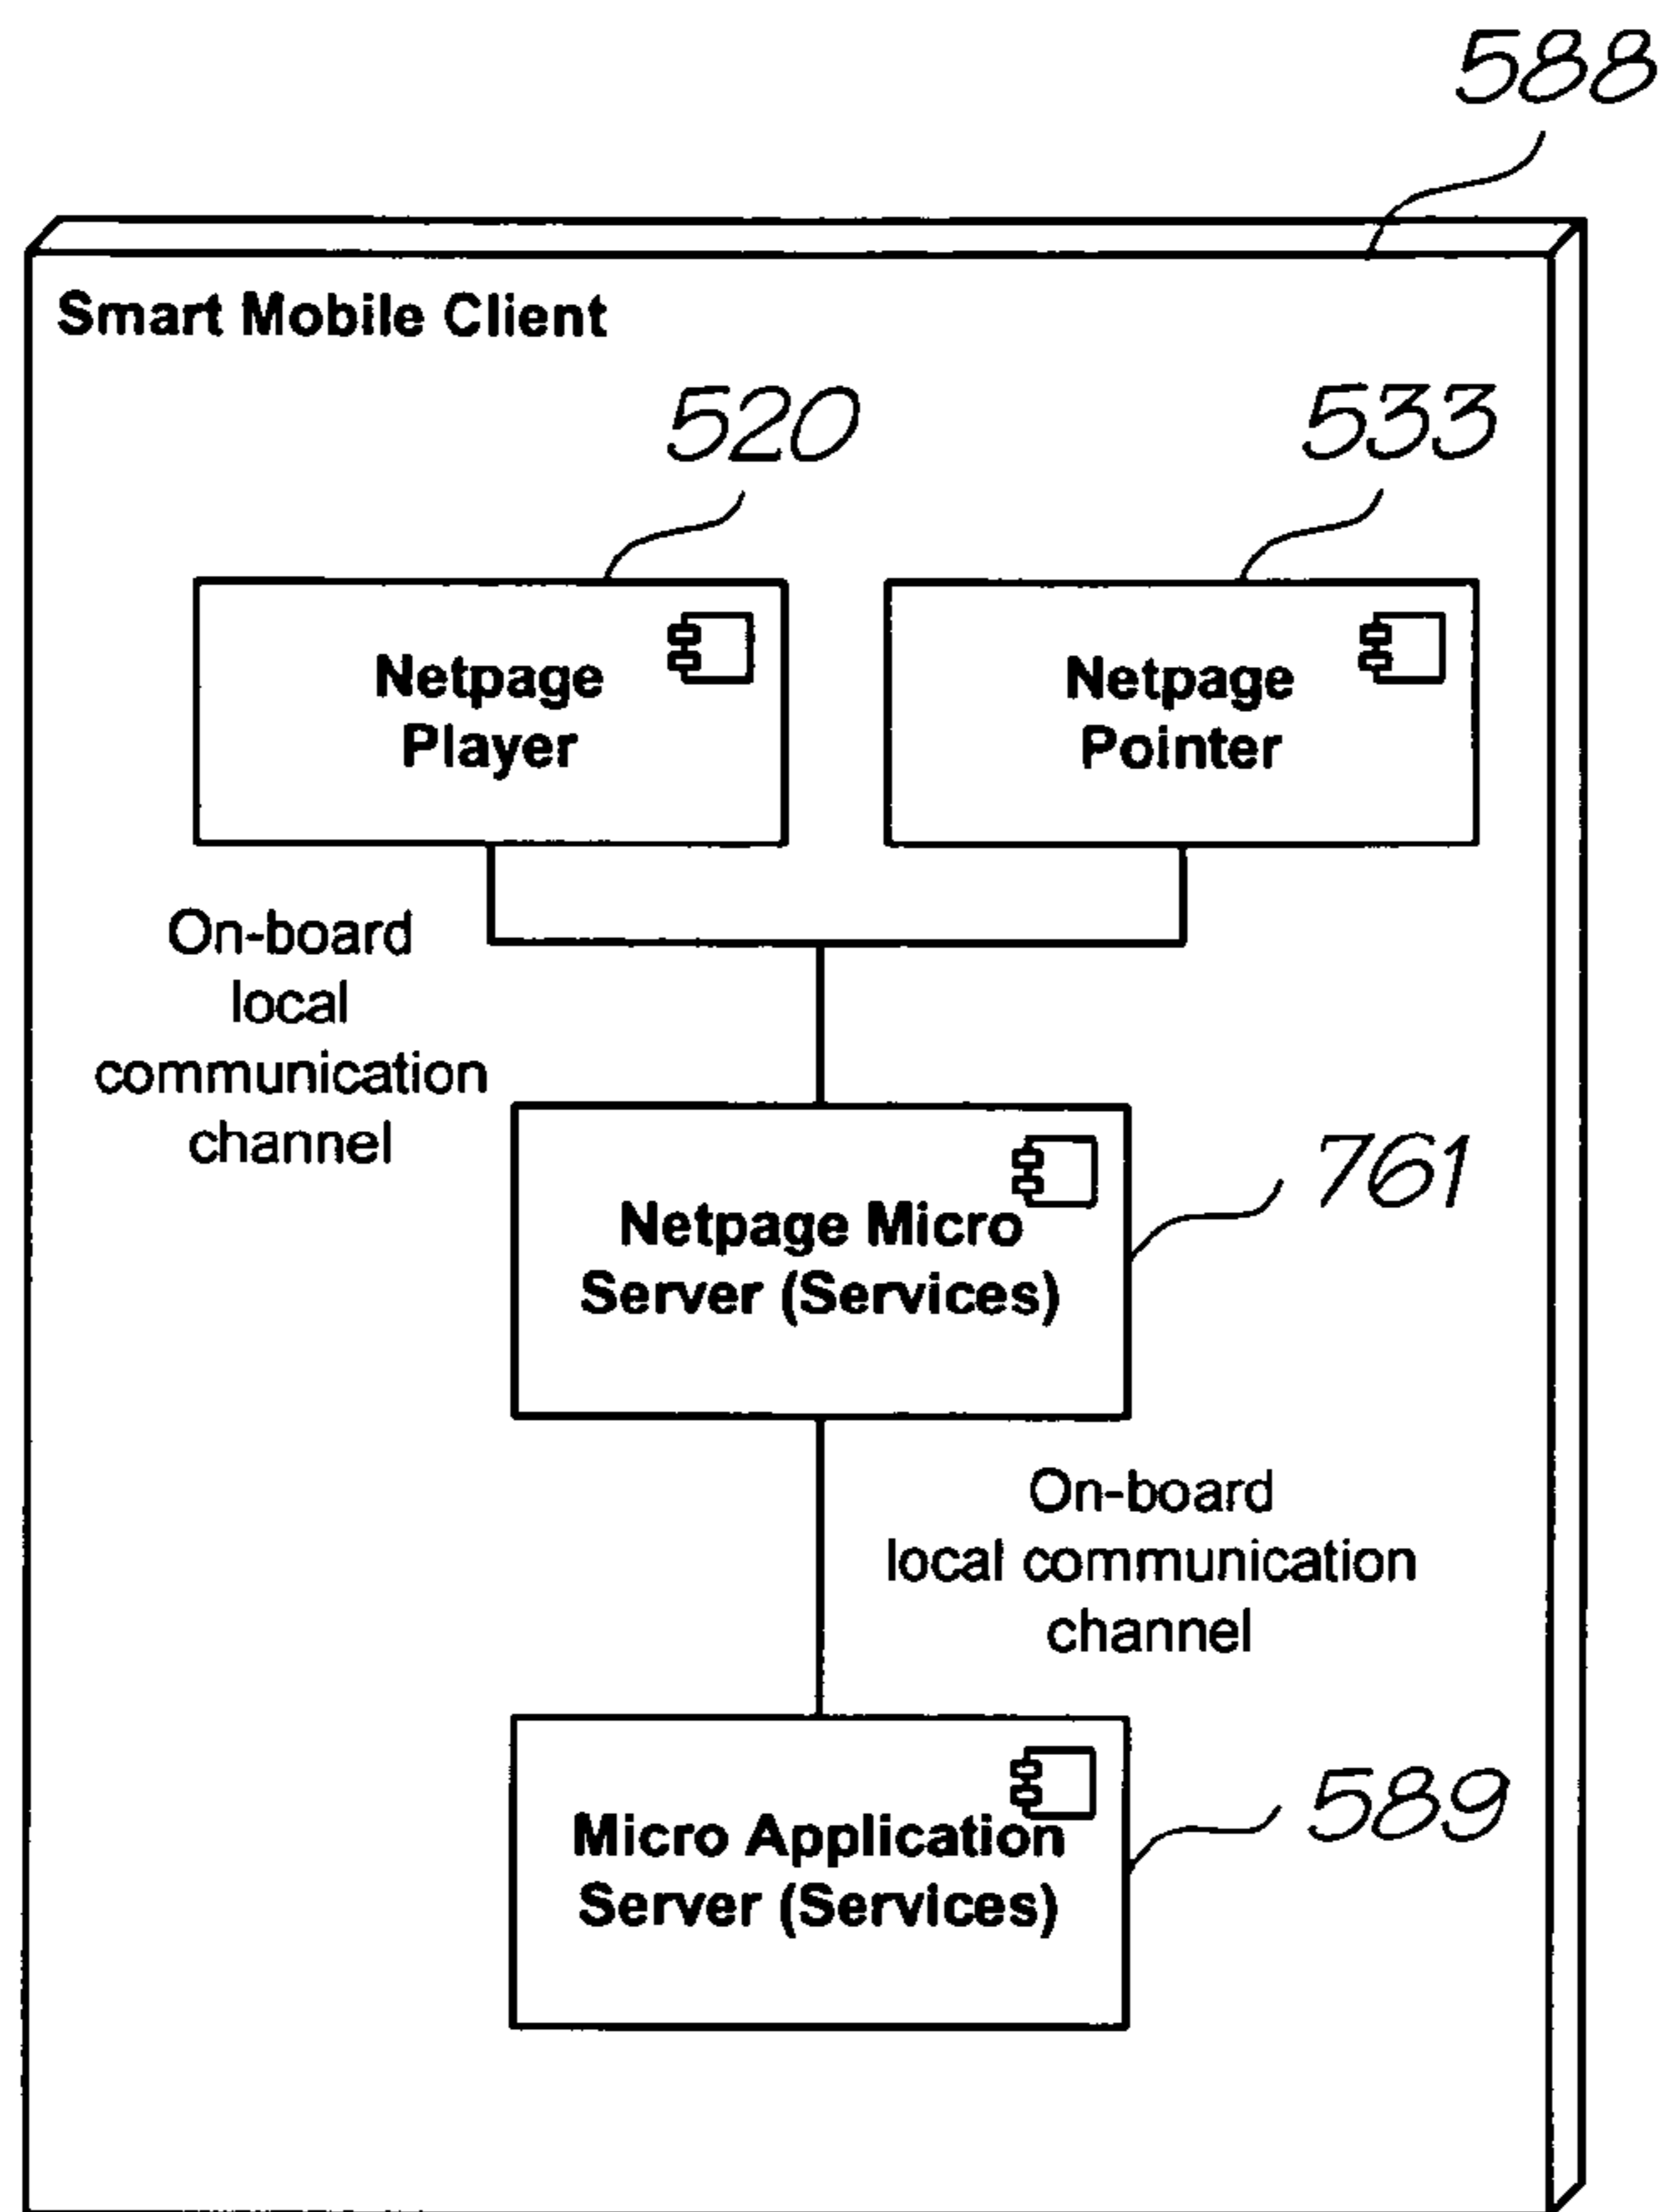 588
Smart Mobile Client
520
533
Netpage
Player
Netpage
Pointer
On-board
local
communication
channel
761
Netpage Micro
Server (Services)
On-board
local communication
channel
589
Micro Application
Server (Services)